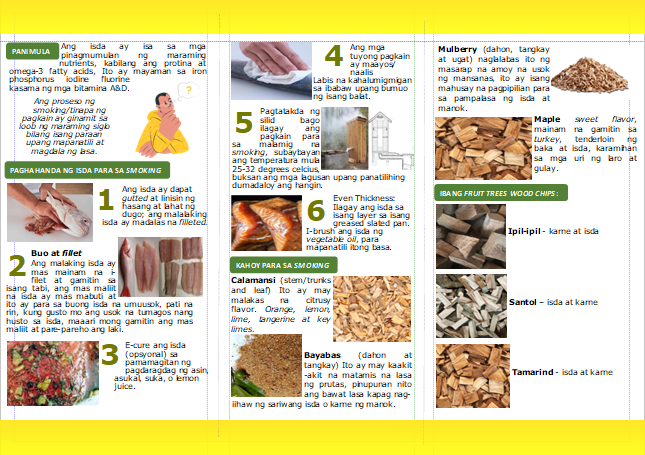 PANIMULA
Ang isda ay isa sa mga
pinagmumulan ng maraming
nutrients, kabilang ang protina at
omega-3 fatty acids, Ito ay mayaman sa iron
phosphorus iodine fluorine
kasama ng mga bitamina A&D.
Ang proseso ng
smoking/tinapa ng
pagkain ay ginamit sa
loob ng maraming siglo
bilang isang paraan
upang mapanatili at
magdala ng lasa.
?
PAGHAHANDA NG ISDA PARA SA SMOKING
1
Ang isda ay dapat
gutted at linisin ng
hasang at lahat ng
dugo; ang malalaking
isda ay madalas na filleted.
2
Buo at fillet
Ang malaking isda ay
mas mainam na i-
fillet at gamitin sa
isang tabi, ang mas maliit
na isda ay mas mabuti at
ito ay para sa buong isda na umuusok, pati na
rin, kung gusto mo ang usok na tumagos nang
husto sa isda, maaari mong gamitin ang mas
maliit at pare-pareho ang laki.
3
E-cure ang isda
(opsyonal) sa
pamamagitan ng
pagdaragdag ng asin,
asukal, suka, o lemon
juice.
4
Ang mga
tuyong pagkain
ay maayos/
naalis
Labis na kahalumigmigan
sa ibabaw upang bumuo
ng isang balat.
5
Pagtatakda ng
silid bago
ilagay ang
pagkain para
sa malamig na
smoking, subaybayan
ang temperatura mula
25-32 degrees celcius,
buksan ang mga lagusan upang panatilihing
dumadaloy ang hangin.
6
Even Thickness:
Ilagay ang isda sa
isang layer sa isang
greased slated pan.
I-brush ang isda ng
vegetable oil, para
mapanatili itong basa.
KAHOY PARA SA SMOKING
Calamansi (stem/trunks
and leaf) Ito ay may
malakas na citrusy
flavor. Orange, lemon,
lime, tangerine at key
limes.
Bayabas (dahon at
tangkay) Ito ay may kaakit
-akit na matamis na lasa
ng prutas, pinupunan nito
ang bawat lasa kapag nag-
iihaw ng sariwang isda o karne ng manok.
Mulberry (dahon, tangkay
at ugat) naglalabas ito ng
masarap na amoy na usok
ng mansanas, ito ay isang
mahusay na pagpipilian para
sa pampalasa ng isda at
manok.
Maple sweet flavor,
mainam na gamitin sa
turkey, tenderloin ng
baka at isda, karamihan
sa mga uri ng laro at
gulay.
IBANG FRUIT TREES WOOD CHIPS:
Ipil-ipil - karne at isda
Santol – isda at karne
Tamarind - isda at karne